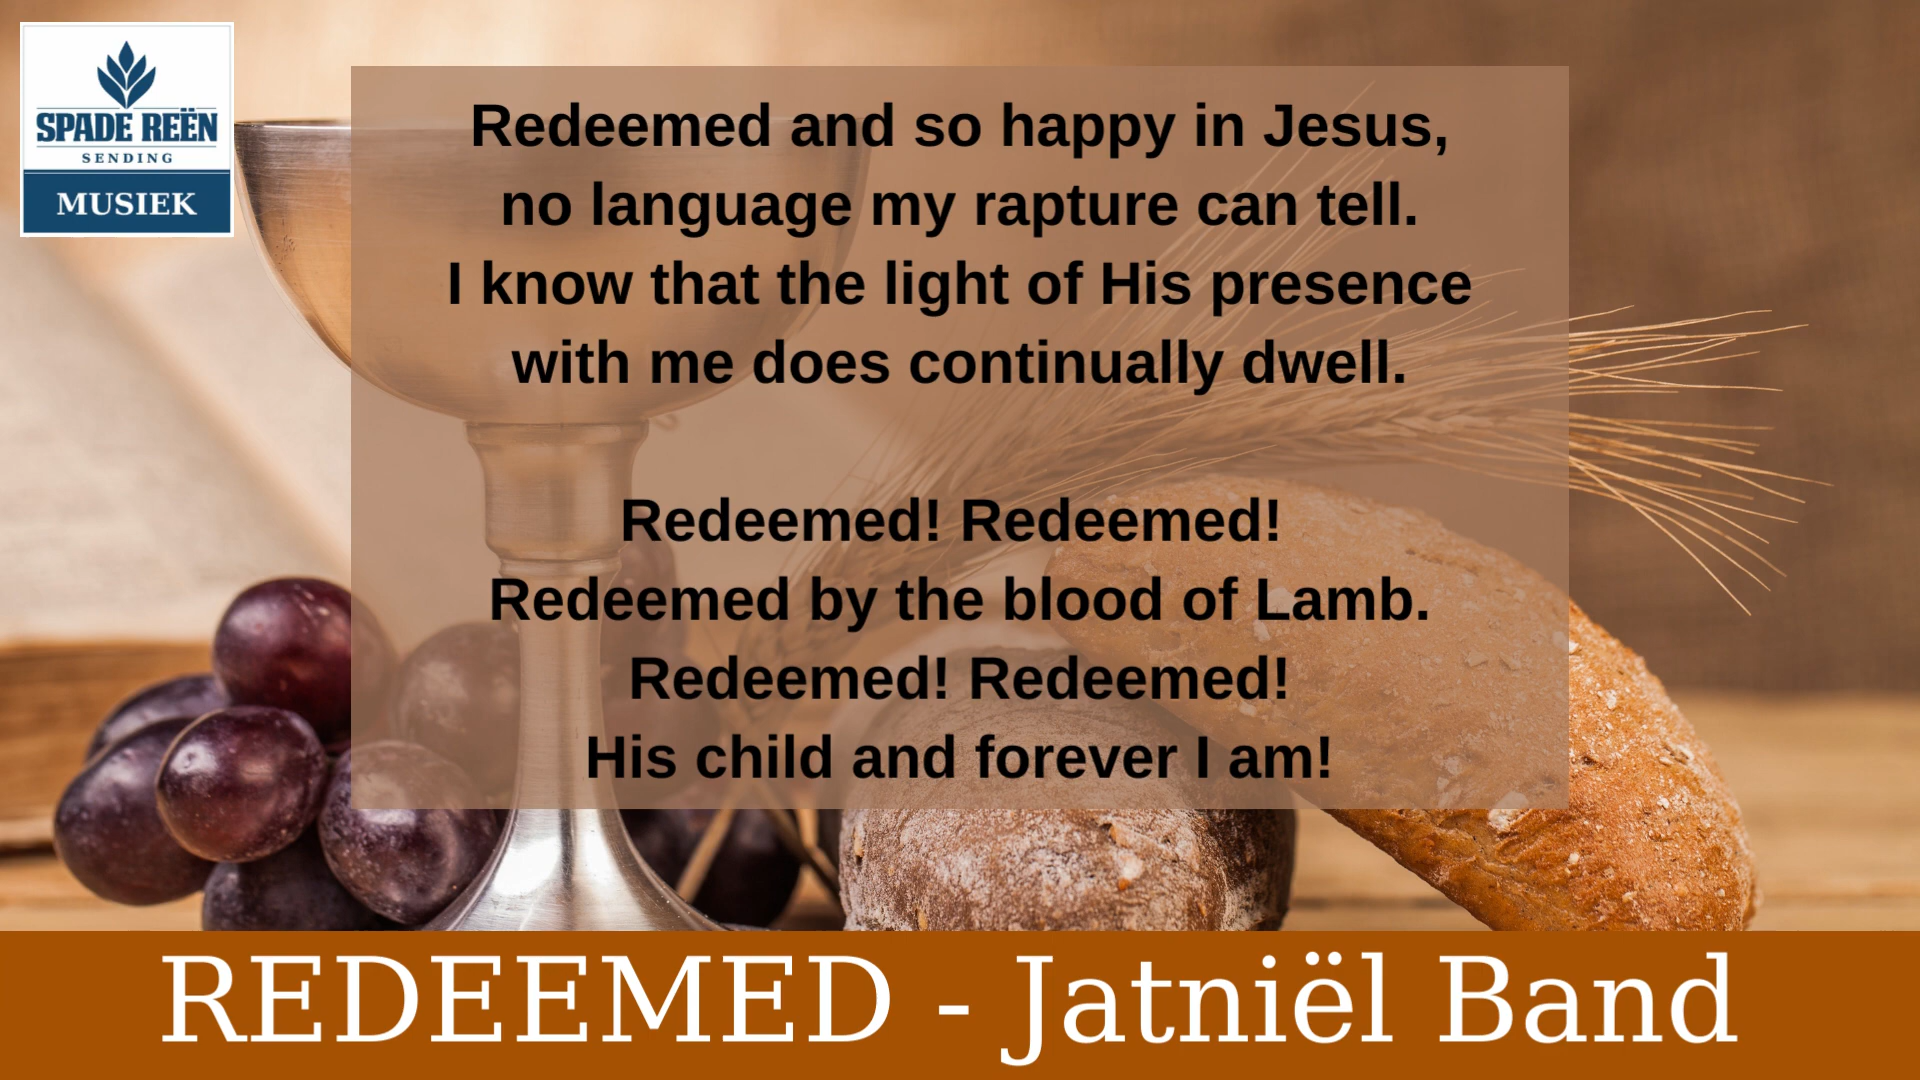 SPADE REËN
SENDING
MUSIEK
Redeemed and so happy in Jesus,
no language my rapture can tell.
I know that the light of His presence
with me does continually dwell.
Redeemed! Redeemed!
Redeemed by the blood of Lamb.
Redeemed! Redeemed!
His child and forever I am!
REDEEMED - Jatniël Band